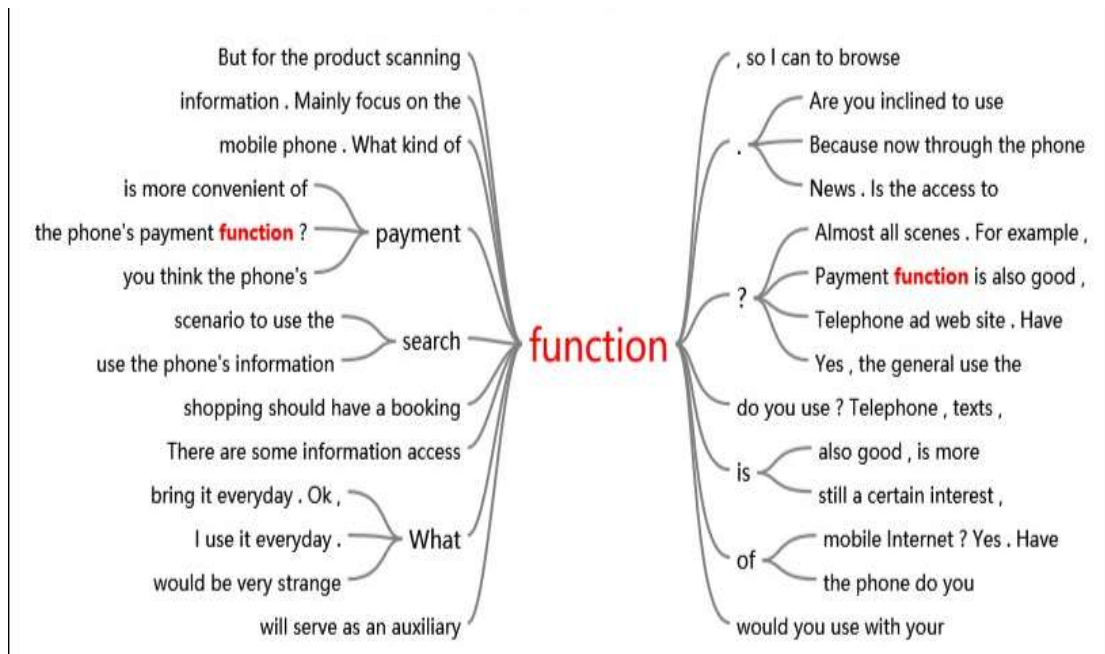 But for the product scanning
information . Mainly focus on the
mobile phone . What kind of
is more convenient of
the phone's payment function ?
you think the phone's
payment
scenario to use the
use the phone's information
search
shopping should have a booking
There are some information access
bring it everyday . Ok ,
I use it everyday .
would be very strange
What
will serve as an auxiliary
function
, so I can to browse
.
Are you inclined to use
Because now through the phone
News . Is the access to
?
Almost all scenes . For example ,
Payment function is also good ,
Telephone ad web site . Have
Yes , the general use the
do you use ? Telephone , texts ,
is
also good , is more
still a certain interest ,
of
mobile Internet ? Yes . Have
the phone do you
would you use with your